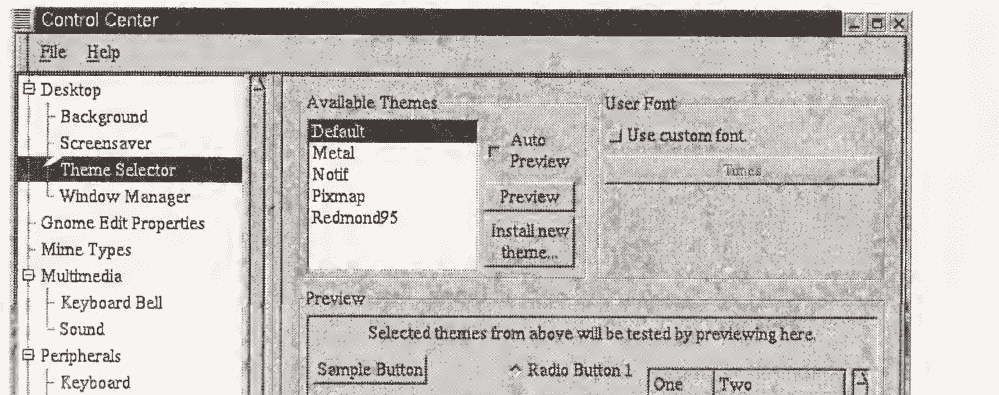 Control Center
File Help
Desktop
Background
Screensaver
Theme Selector
Window Manager
Gnome Edit Properties
Mime Types
Multimedia
Keyboard Bell
Sound
Peripherals
Keyboard
Available Themes
Default
Metal
Notif
Pixmap
Redmond95
Auto
Preview
Preview
Install new
theme...
User Font
Use custom font.
Times
Preview
Selected themes from above will be tested by previewing here.
Sample Button
Radio Button 1
One Two